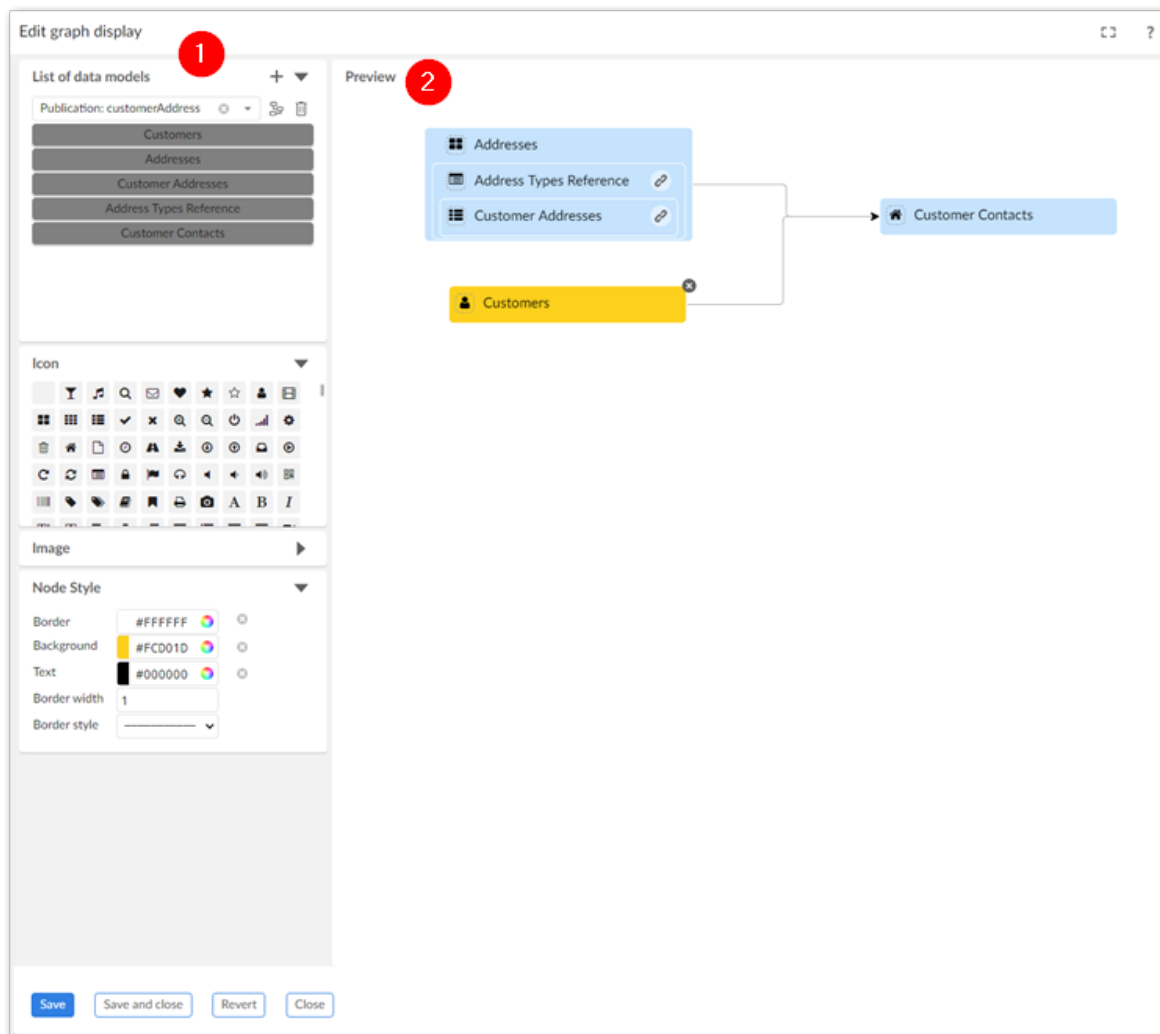 Edit graph display
?
1
List of data models
+
Publication: customerAddress
Customers
Addresses
Customer Addresses
Address Types Reference
Customer Contacts
Icon
A B I
Image
Node Style
Border #FFFFFF
Background #FCD01D
Text #000000
Border width 1
Border style
Preview
2
Addresses
Address Types Reference
Customer Addresses
Customers
Customer Contacts
Save
Save and close
Revert
Close